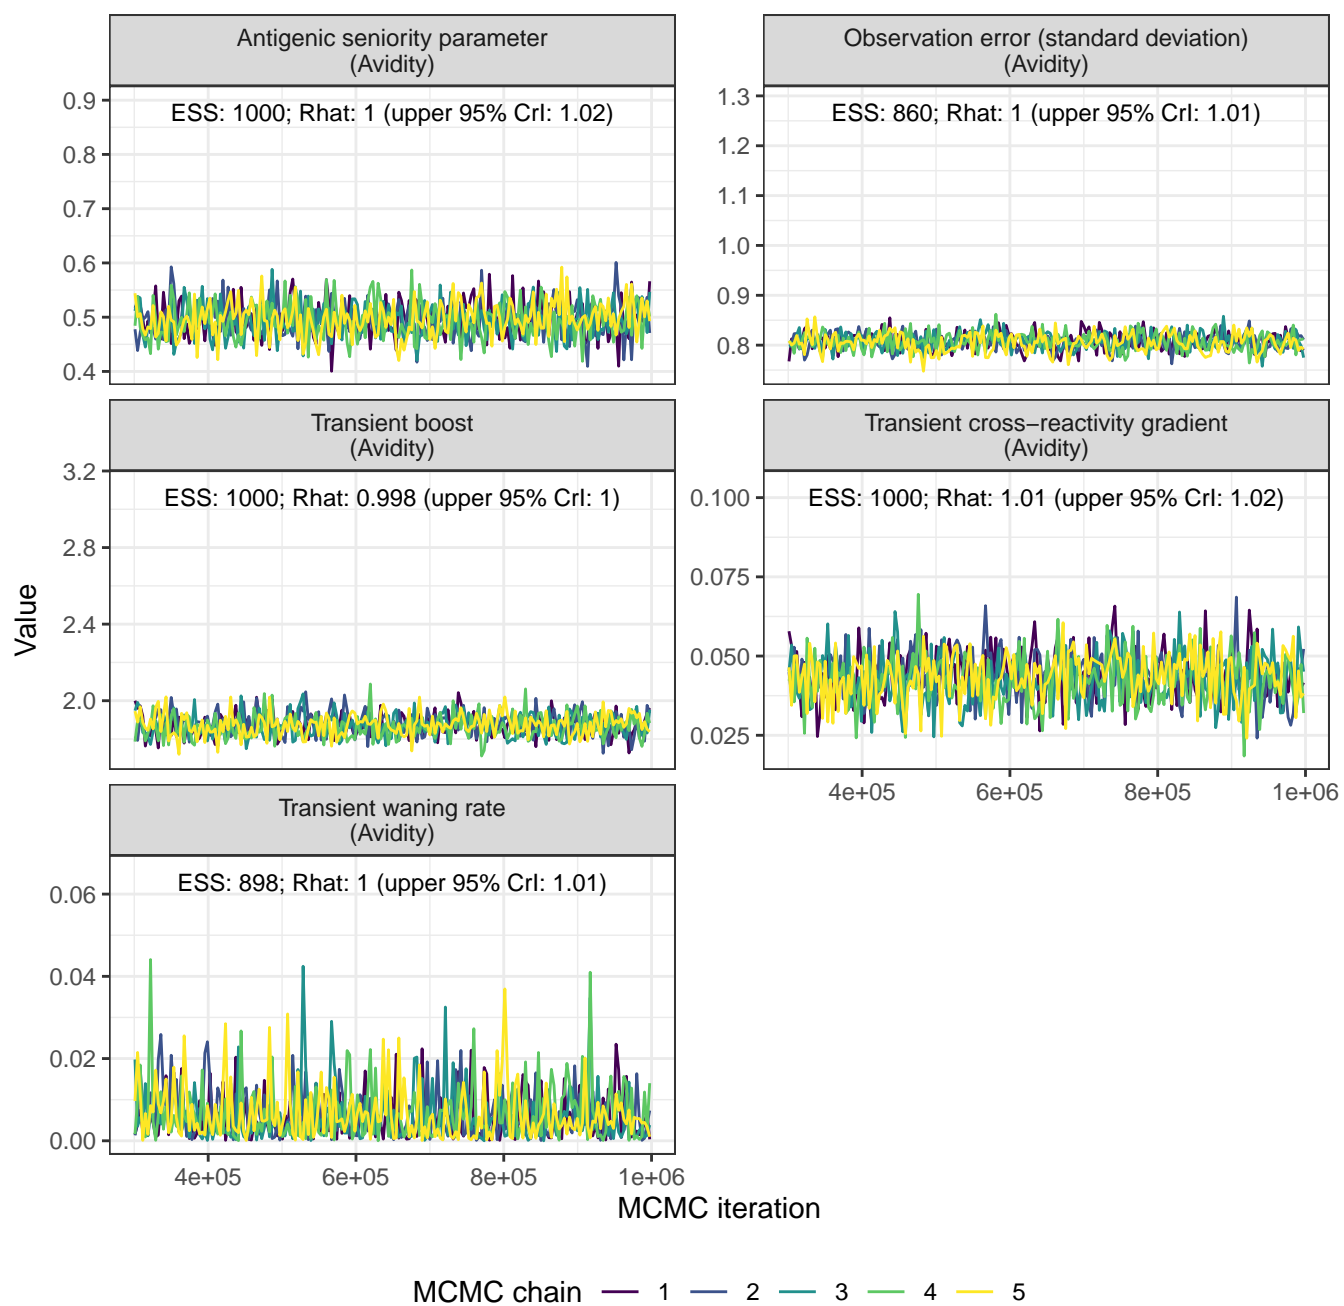 Antigenic seniority parameter
(Avidity)
ESS: 1000; Rhat: 1 (upper 95% CrI: 1.02)
0.9
0.8
0.7
0.6
0.5
0.4
Observation error (standard deviation)
(Avidity)
ESS: 860; Rhat: 1 (upper 95% CrI: 1.01)
1.3
1.2
1.1
1.0
0.9
0.8
Transient boost
(Avidity)
ESS: 1000; Rhat: 0.998 (upper 95% CrI: 1)
3.2
2.8
2.4
2.0
Transient cross−reactivity gradient
(Avidity)
ESS: 1000; Rhat: 1.01 (upper 95% CrI: 1.02)
0.100
0.075
0.050
0.025
4e+05 6e+05 8e+05 1e+06
Transient waning rate
(Avidity)
ESS: 898; Rhat: 1 (upper 95% CrI: 1.01)
0.06
0.04
0.02
0.00
4e+05 6e+05 8e+05 1e+06
Value
MCMC iteration
MCMC chain 1 2 3 4 5